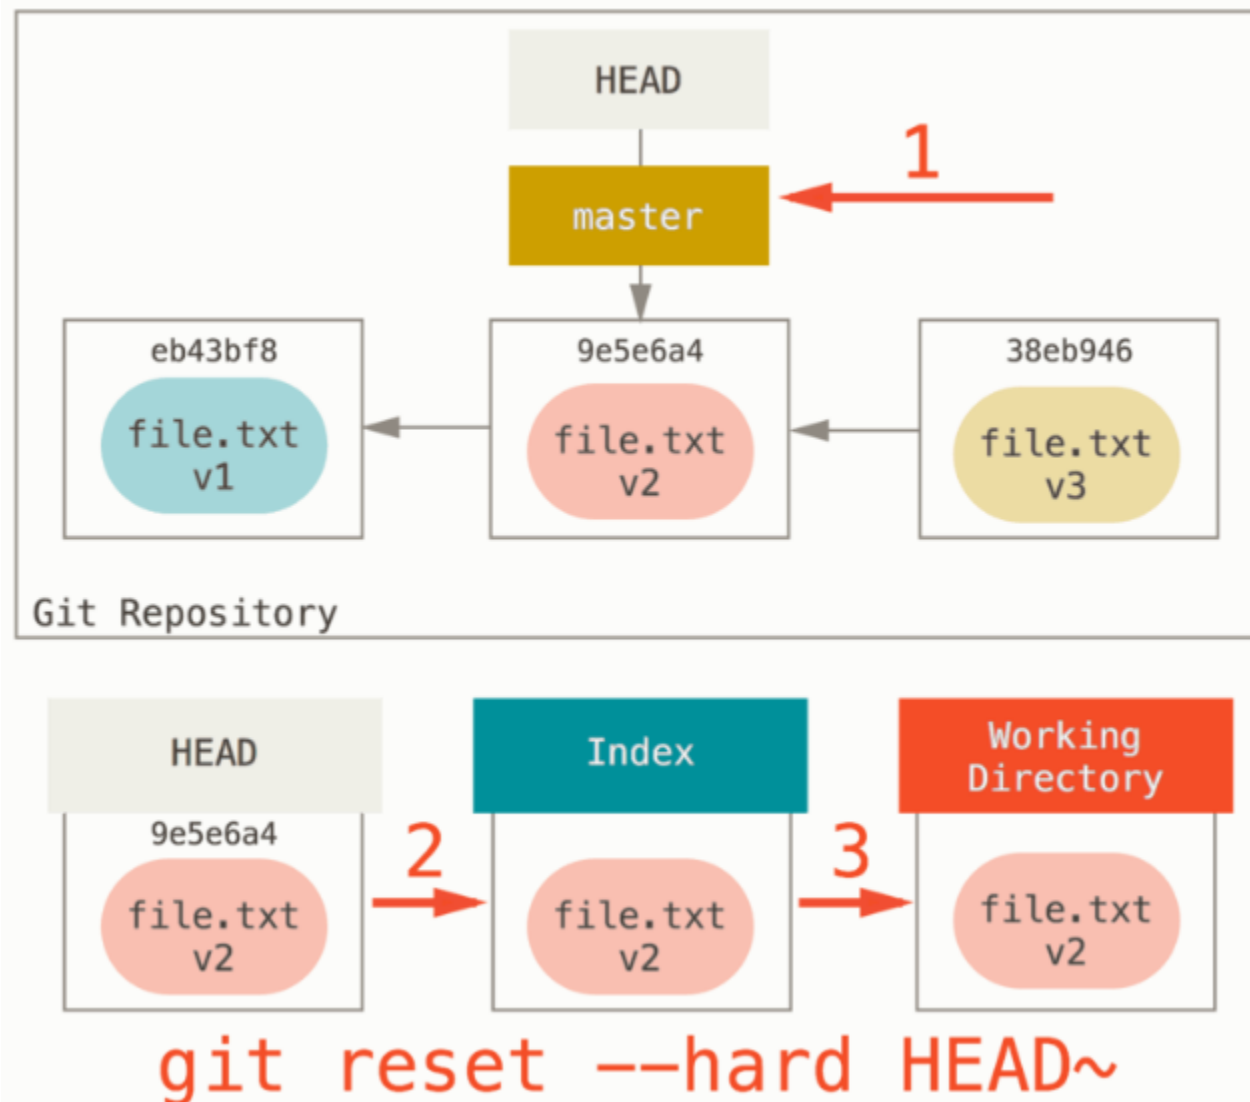 HEAD
1
master
eb43bf8
9e5e6a4
38eb946
file.txt
v1
file.txt
v2
file.txt
v3
Git Repository
HEAD
Index
Working
Directory
9e5e6a4
2
3
file.txt
v2
file.txt
v2
file.txt
v2
git reset --hard HEAD~